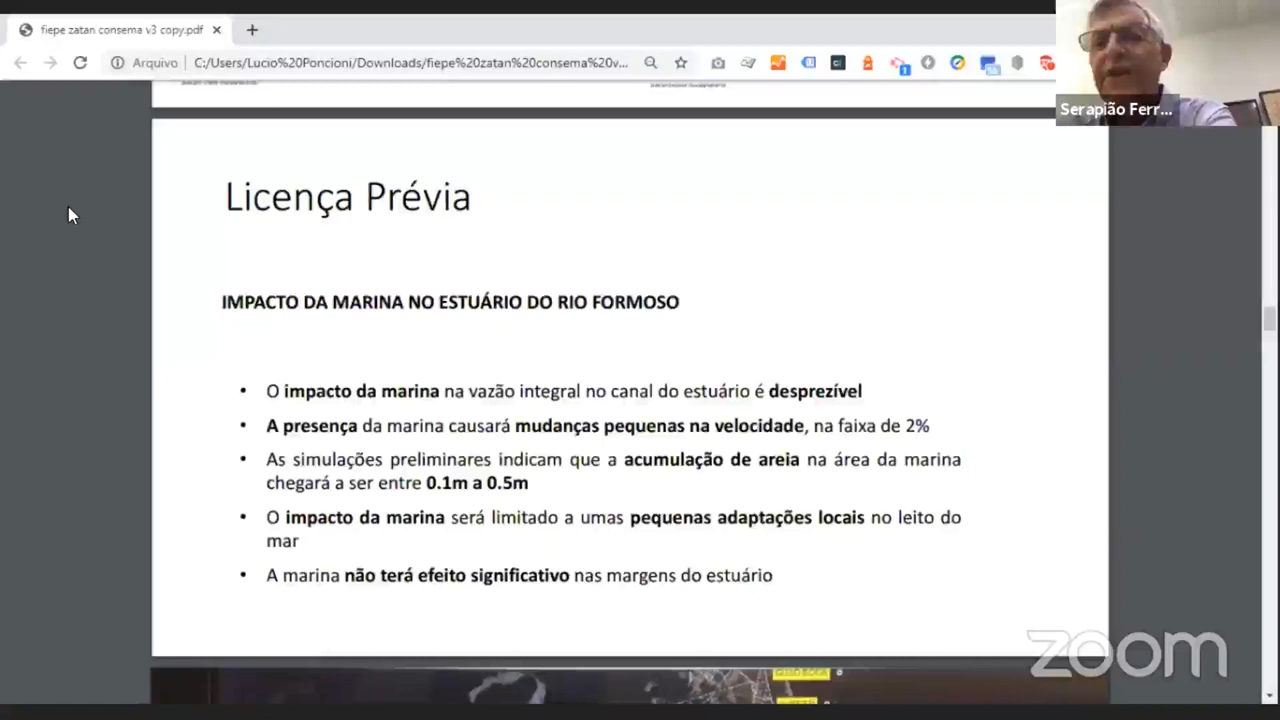 fiepe zatan consema v3 copy.pdf
Arquivo
C:/Users/Lucio%20Poncioni/Downloads/fiepe%20zatan%20consema%20v...
Serapião Ferr...
Licença Prévia
IMPACTO DA MARINA NO ESTUÁRIO DO RIO FORMOSO
• O impacto da marina na vazão integral no canal do estuário é desprezível
• A presença da marina causará mudanças pequenas na velocidade, na faixa de 2%
• As simulações preliminares indicam que a acumulação de areia na área da marina
chegará a ser entre 0.1m a 0.5m
• O impacto da marina será limitado a umas pequenas adaptações locais no leito do
mar
• A marina não terá efeito significativo nas margens do estuário
zoom